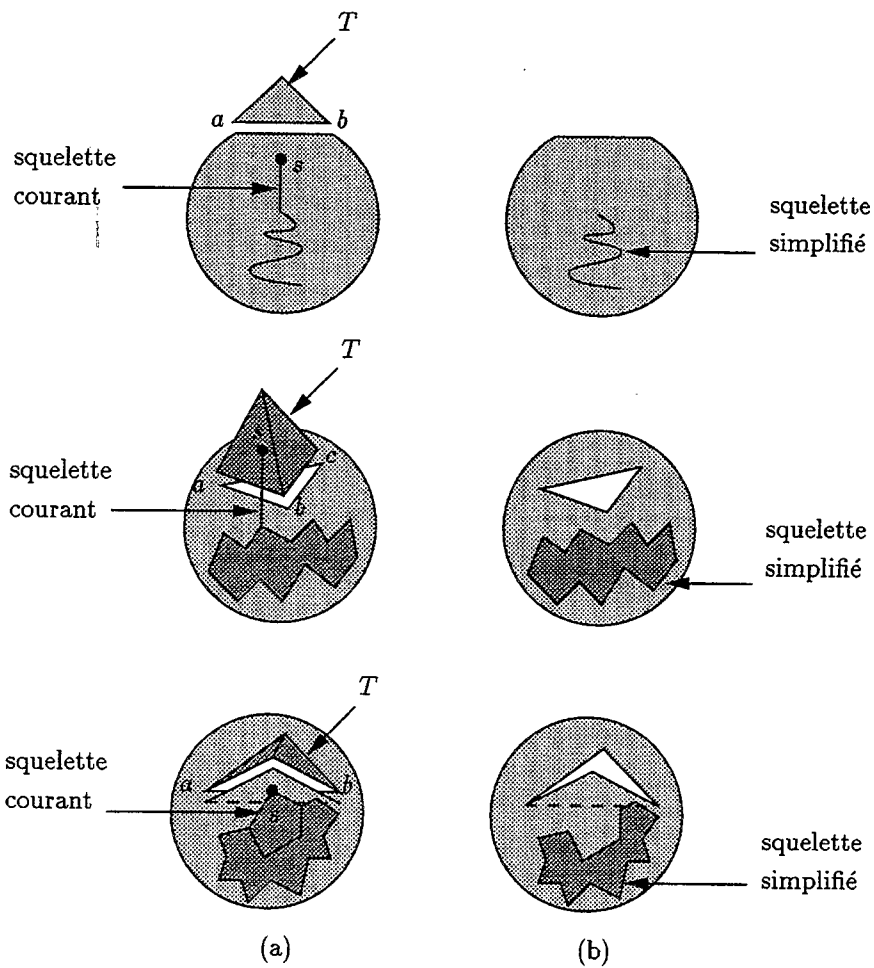 T
a
b
squelette
courant
s
squelette
simplifié
T
squelette
courant
s
a
c
b
squelette
simplifié
T
squelette
courant
a
b
s
squelette
simplifié
(a)
(b)